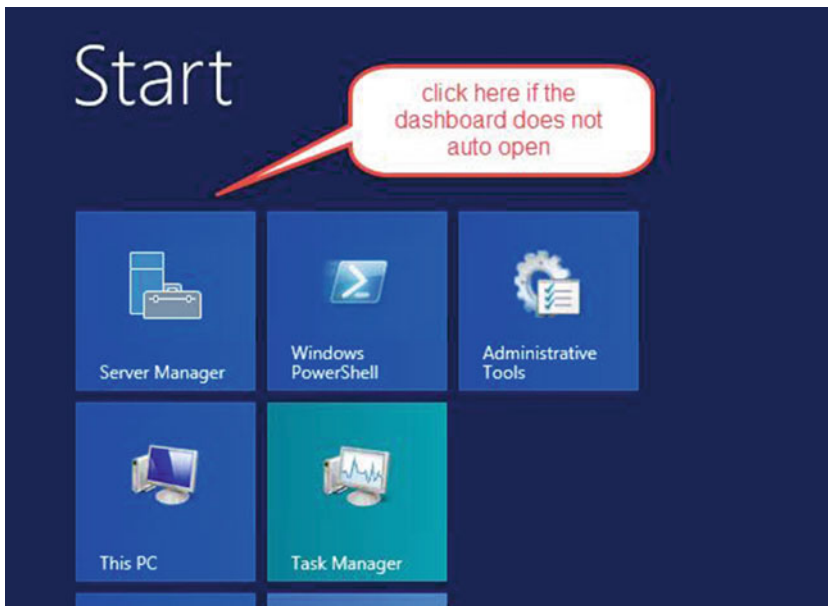 Start
click here if the
dashboard does not
auto open
Server Manager
Windows
PowerShell
Administrative
Tools
This PC
Task Manager